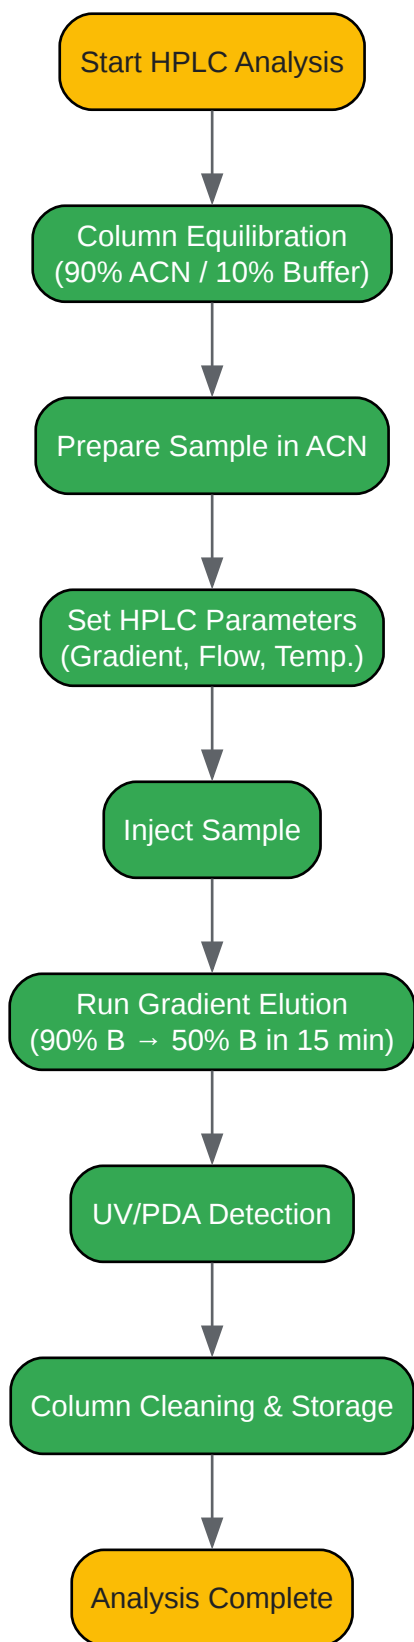 Start HPLC Analysis
Column Equilibration
(90% ACN / 10% Buffer)
Prepare Sample in ACN
Set HPLC Parameters
(Gradient, Flow, Temp.)
Inject Sample
Run Gradient Elution
(90% B → 50% B in 15 min)
UV/PDA Detection
Column Cleaning & Storage
Analysis Complete